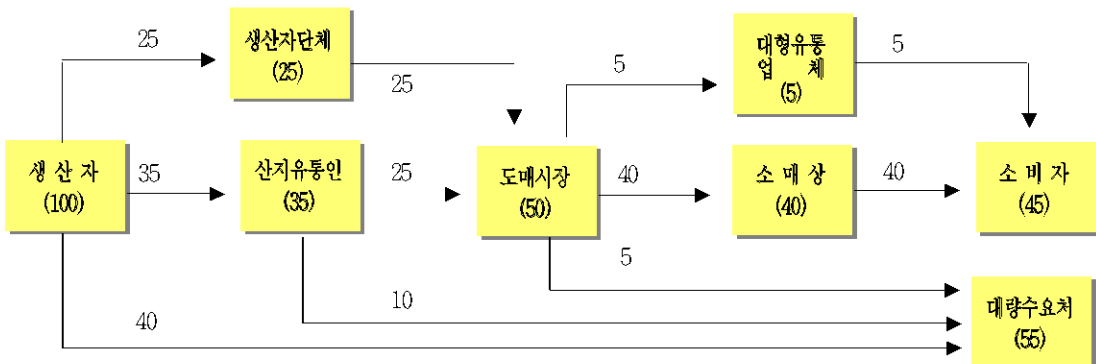 25
생산자단체
(25)
25
5
대형유통
업 체
(5)
5
생 산 자
(100)
35
산지유통인
(35)
25
도매시장
(50)
40
소 매 상
(40)
40
소 비 자
(45)
5
10
40
대량수요처
(55)